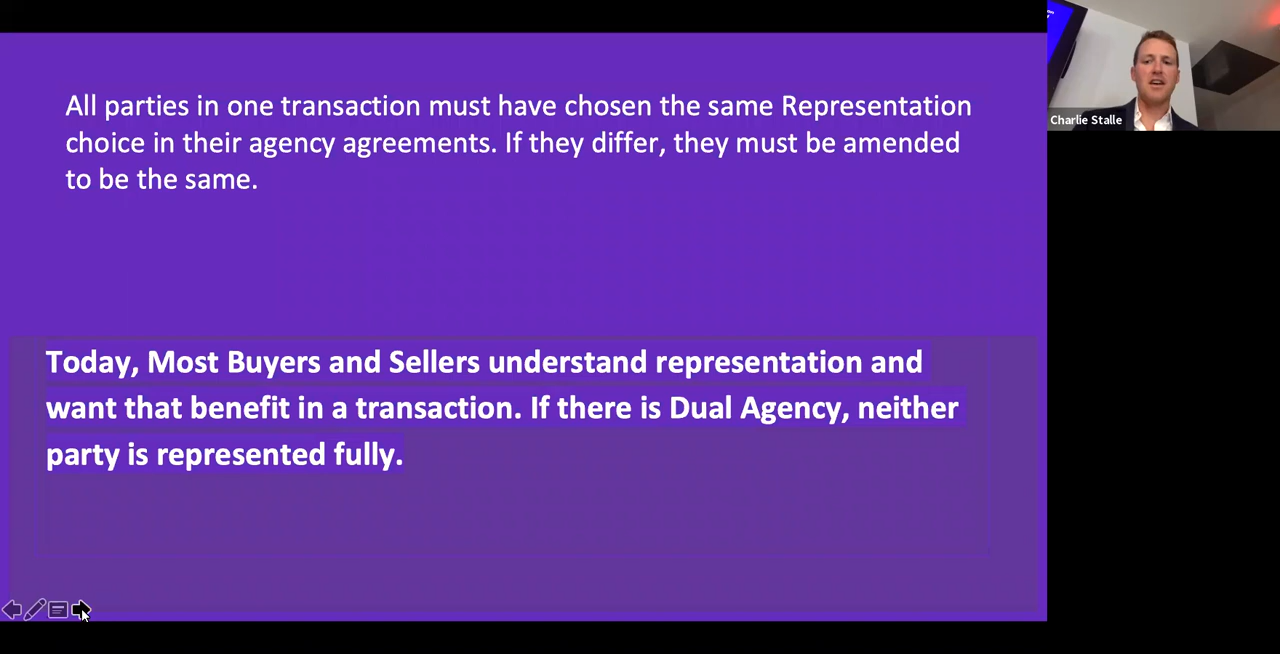 All parties in one transaction must have chosen the same Representation
choice in their agency agreements. If they differ, they must be amended
to be the same.
Today, Most Buyers and Sellers understand representation and
want that benefit in a transaction. If there is Dual Agency, neither
party is represented fully.
Charlie Stalle